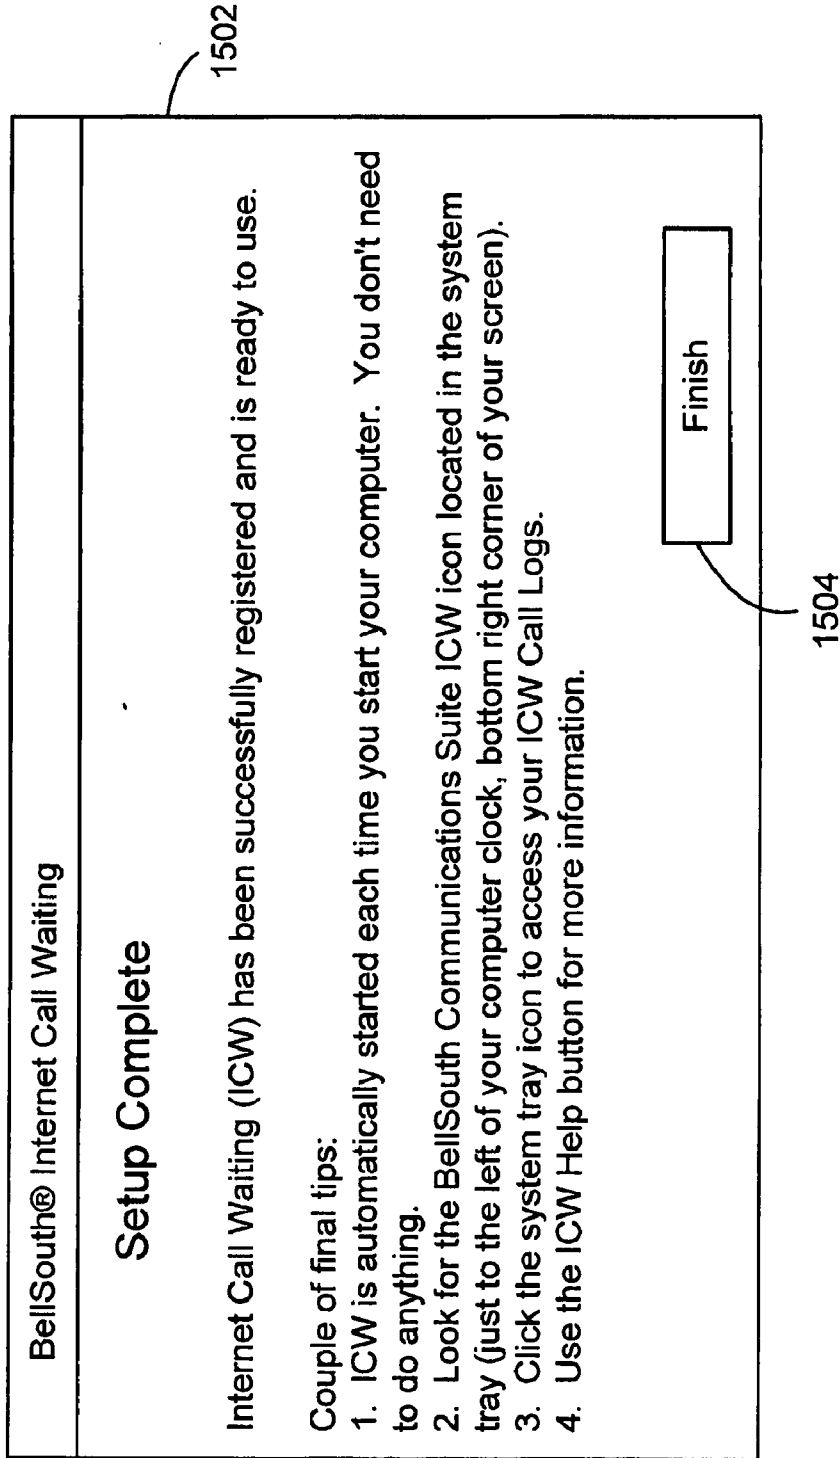 BellSouth® Internet Call Waiting
Setup Complete
Internet Call Waiting (ICW) has been successfully registered and is ready to use.
Couple of final tips:
1. ICW is automatically started each time you start your computer. You don't need
to do anything.
2. Look for the BellSouth Communications Suite ICW icon located in the system
tray (just to the left of your computer clock, bottom right corner of your screen).
3. Click the system tray icon to access your ICW Call Logs.
4. Use the ICW Help button for more information.
Finish
1502
1504